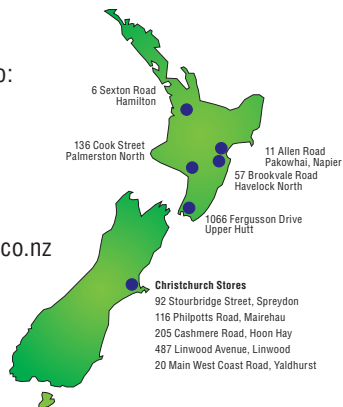 o:
6 Sexton Road
Hamilton
136 Cook Street
Palmerston North
11 Allen Road
Pakowhai, Napier
57 Brookvale Road
Havelock North
1066 Fergusson Drive
Upper Hutt
co.nz
Christchurch Stores
92 Stourbridge Street, Spreydon
116 Philpotts Road, Mairehau
205 Cashmere Road, Hoon Hay
487 Linwood Avenue, Linwood
20 Main West Coast Road, Yaldhurst